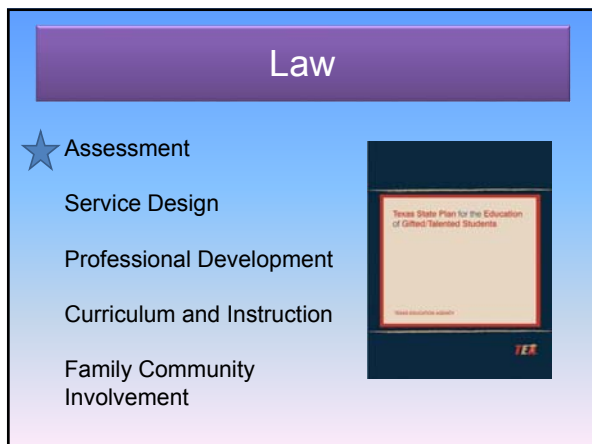 Law
Assessment
Service Design
Professional Development
Curriculum and Instruction
Family Community
Involvement
Texas State Plan for the Education
of Gifted/Talented Students
TEXAS EDUCATION AGENCY
TEA